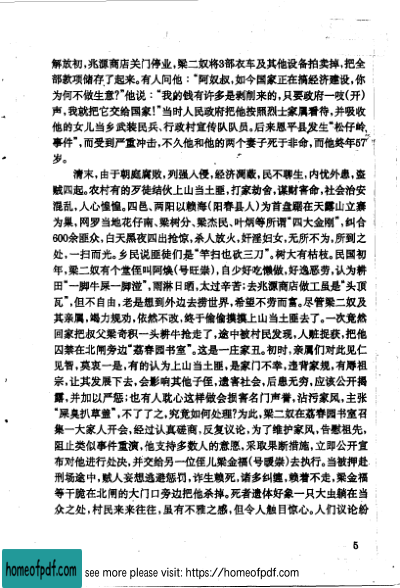 解放初，兆源商店关门停业，梁二奴将3部衣车及其他设备拍卖掉，把全
部款项储存了起来。有人问他：“阿奴叔，如今国家正在搞经济建设，你
为何不做生意？”他说：“我的钱有许多是剥削来的，只要政府一吱（开）
声，我就把它交给国家！”当时人民政府把他按照烈士家属看待，并吸收
他的女儿当乡武装民兵、行政村宣传队队员。后来恩平县发生“松仔岭
事件”，而受到严重冲击，不久他和他的两个妻子死于非命，而他终年57
岁。
清末，由于朝庭腐败，列强入侵，经济凋蔽，民不聊生，内忧外患，盗
贼四起。农村有的歹徒结伙上山当土匪，打家劫舍，谋财害命，社会治安
混乱，人心惶惶。四邑、两阳以赖海（阳春县人）为首盘踞在天露山立寨
为巢，网罗当地花仔南、梁树分、梁杰民、叶炳等所谓“四大金刚”，纠合
600余匪众，白天黑夜四出抢惊，杀人放火，奸淫妇女，无所不为，所到之
处，一扫而光。乡民说匪徒们是“竿扫也砍三刀”。树大有枯枝。民国初
年，梁二奴有个堂侄叫阿焕（号旺崇），自少好吃懒做，好逸恶劳，认为耕
田“一脚牛屎一脚澄”，雨淋日晒，太过辛苦；去兆源商店做工虽是“头顶
瓦”，但不自由，老是想到外边去捞世界，希望不劳而富。尽管梁二奴及
其亲属，竭力规劝，依然不改，终于偷偷摸摸上山当土匪去了。一次竟然
回家把叔父梁奇积一头耕牛抢走了，途中被村民发现，人赃捉获，把他
囚禁在北闸旁边“荔春园书室”。这是一庄家丑。初时，亲属们对此见仁
见智，莫衷一是，有的认为上山当土匪，是家门不幸，违背家规，有辱祖
宗，让其发展下去，会影响其他子侄，遗害社会，后患无穷，应该公开揭
露，并加以严惩；也有人耽心这样做会损害名门声誉，沾污家风，主张
“屎臭扒草盖”，不了了之，究竟如何处理？为此，梁二奴在荔春园书室召
集一大家人开会，经过认真磋商，反复议论，为了维护家风，告慰祖先，
阻止类似事件重演，他支持多数人的意愿，采取果断措施，立即公开宣
布对他进行处决，并交给另一位侄儿梁金福（号暖崇）去执行。当被押赴
刑场途中，贼人妄想逃避惩罚，诈生赖死，诸多纠缠，赖着不走，梁金福
等干脆在北闸的大门口旁边把他杀掉。死者遗体好象一只大虫躺在当
众之处，村民来来往往，虽有不雅之感，但令人触目惊心。人们议论纷
5
homeofpdf.com
see more please visit: https://homeofpdf.com